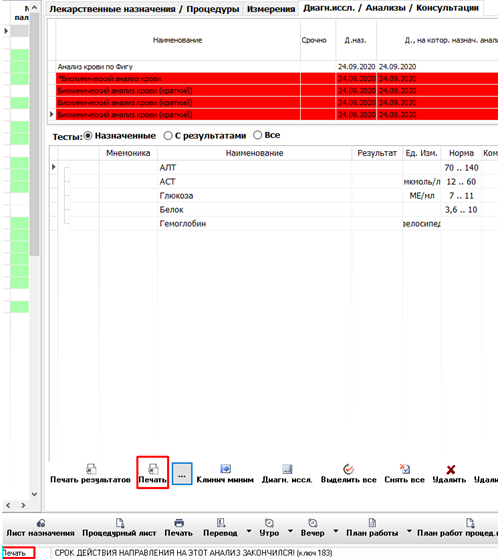 N
пал
Лекарственные назначения / Процедуры Измерения Диагн.иссл. / Анализы / Консультации
Наименование Срочно Д.наз. Д., на котор. назнач. анали
Анализ крови по Фигу 24.09.2020 24.09.2020
*Биохимический анализ крови 24.09.2020 24.09.2020
Биохимический анализ крови (краткий) 24.09.2020 24.09.2020
Биохимический анализ крови (краткий) 24.09.2020 24.09.2020
Биохимический анализ крови (краткий) 24.09.2020 24.09.2020
Тесты: Назначенные С результатами Все
Мнемоника Наименование Результат Ед. Изм. Норма Ком
АЛТ 70 .. 140
АСТ мкмоль/л 12 .. 60
Глюкоза МЕ/мл 7 .. 11
Белок 3,6 .. 10
Гемоглобин велосипед
Печать результатов Печать ... Клинич миним Диагн. иссл. Выделить все Снять все Удалить Удали
Лист назначения Процедурный лист Печать Перевод Утро Вечер План работы План работ процед.
Печать СРОК ДЕЙСТВИЯ НАПРАВЛЕНИЯ НА ЭТОТ АНАЛИЗ ЗАКОНЧИЛСЯ! (ключ 183)